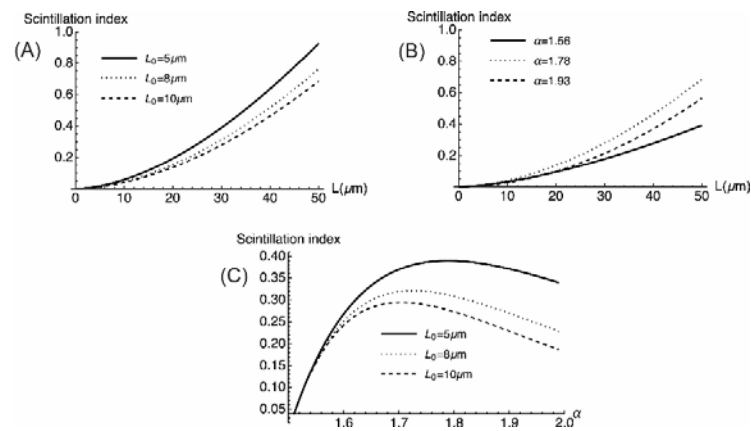 Scintillation index
(A)
1.0
0.8
0.6
0.4
0.2
L₀=5μm
L₀=8μm
L₀=10μm
0 10 20 30 40 50 L(μm)
Scintillation index
(B)
1.0
0.8
0.6
0.4
0.2
α=1.56
α=1.78
α=1.93
0 10 20 30 40 50 L(μm)
Scintillation index
(C)
0.40
0.35
0.30
0.25
0.20
0.15
0.10
0.05
L₀=5μm
L₀=8μm
L₀=10μm
1.6 1.7 1.8 1.9 2.0 α